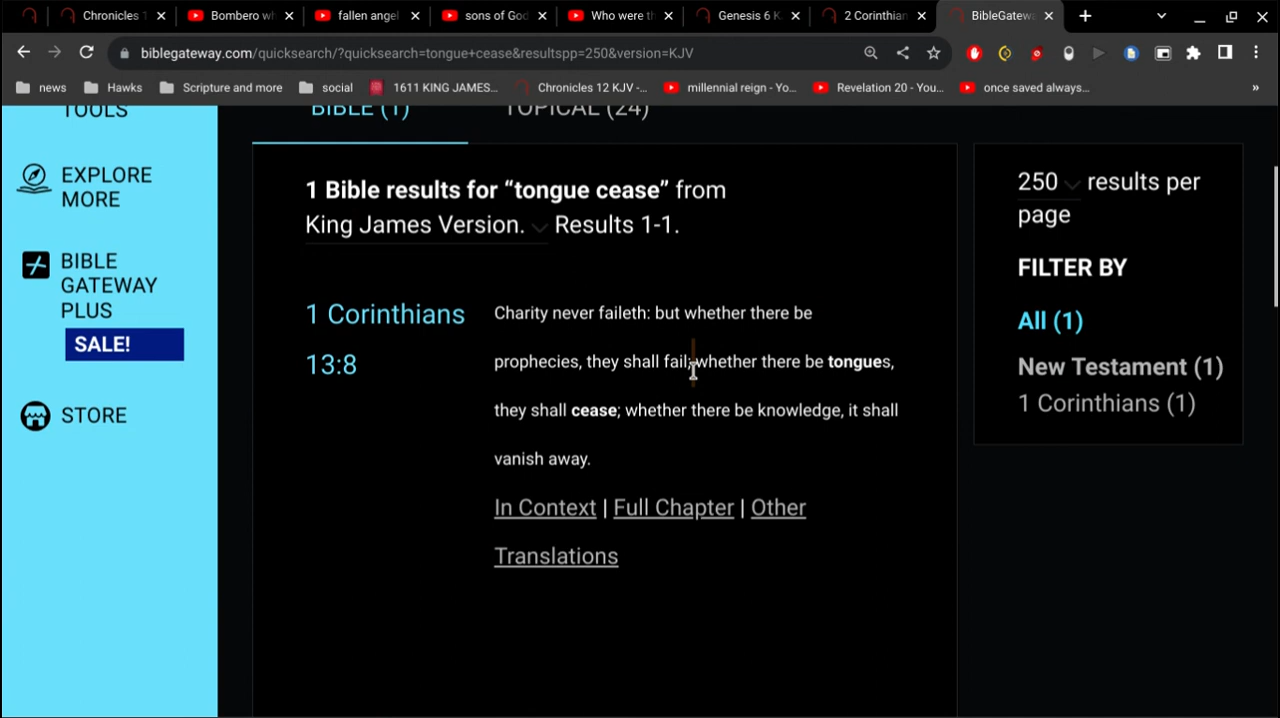 Chronicles 1
Bombero wh
fallen angel
sons of God
Who were th
Genesis 6 K
2 Corinthian
BibleGatewa
biblegateway.com/quicksearch/?quicksearch=tongue+cease&resultspp=250&version=KJV
news
Hawks
Scripture and more
social
1611 KING JAMES...
Chronicles 12 KJV -...
millennial reign - Yo...
Revelation 20 - You...
once saved always...
»
TOOLS
EXPLORE
MORE
BIBLE
GATEWAY
PLUS
SALE!
STORE
BIBLE (1)
TOPICAL (24)
1 Bible results for “tongue cease” from
King James Version. Results 1-1.
1 Corinthians
13:8
Charity never faileth: but whether there be
prophecies, they shall fail; whether there be tongues,
they shall cease; whether there be knowledge, it shall
vanish away.
In Context | Full Chapter | Other
Translations
250 results per
page
FILTER BY
All (1)
New Testament (1)
1 Corinthians (1)